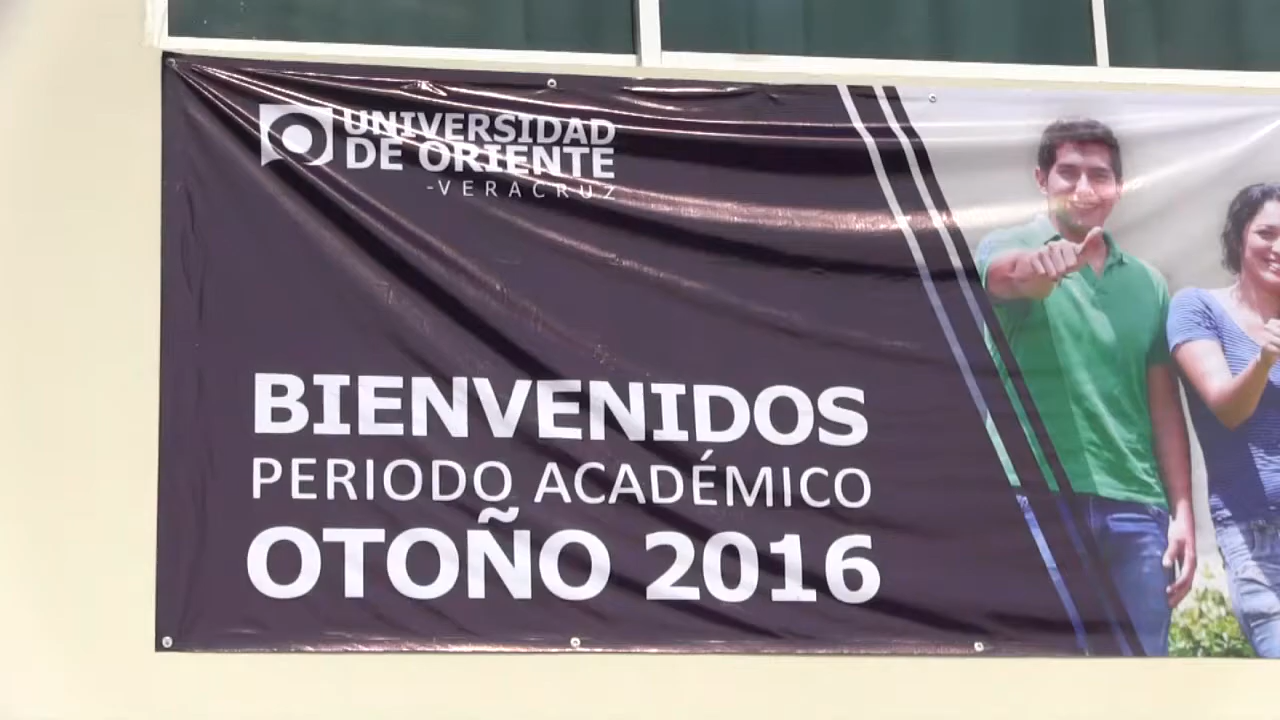 UNIVERSIDAD
DE ORIENTE
-VERACRUZ
BIENVENIDOS
PERIODO ACADÉMICO
OTOÑO 2016